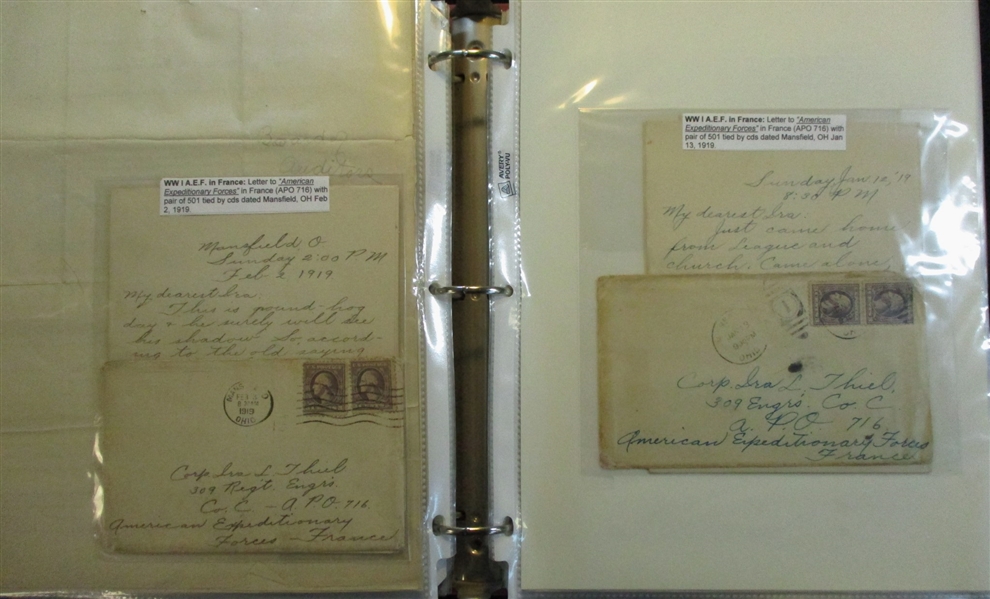 WW I A.E.F. in France: Letter to "American
Expeditionary Forces" in France (APO 716) with
pair of 501 tied by cds dated Mansfield, OH Feb
2, 1919
Mansfield O
Sunday 2:00 P M
Feb 2 1919
My dearest Ira:
This is pound-hog
day & he surely will see
his shadow. So, accord-
ing to the old saying
1919
OHIO
Corp Ira L Thiel
309 Regt. Engrs.
Co. C - A. P.O. 716.
American Expeditionary
Forces - France
AVERY
POLY-VU
WW I A.E.F. in France: Letter to "American
Expeditionary Forces" in France (APO 716) with
pair of 501 tied by cds dated Mansfield, OH Jan
13, 1919
Sunday, Jan. 12, '19
8:30 P M
My dearest Ira:
Just came home
from League and
church. Came alone,
OHIO
1
Corp. Ira L. Thiel.
309 Engrs. Co. C
A. P.O. 716
American Expeditionary Forces
France